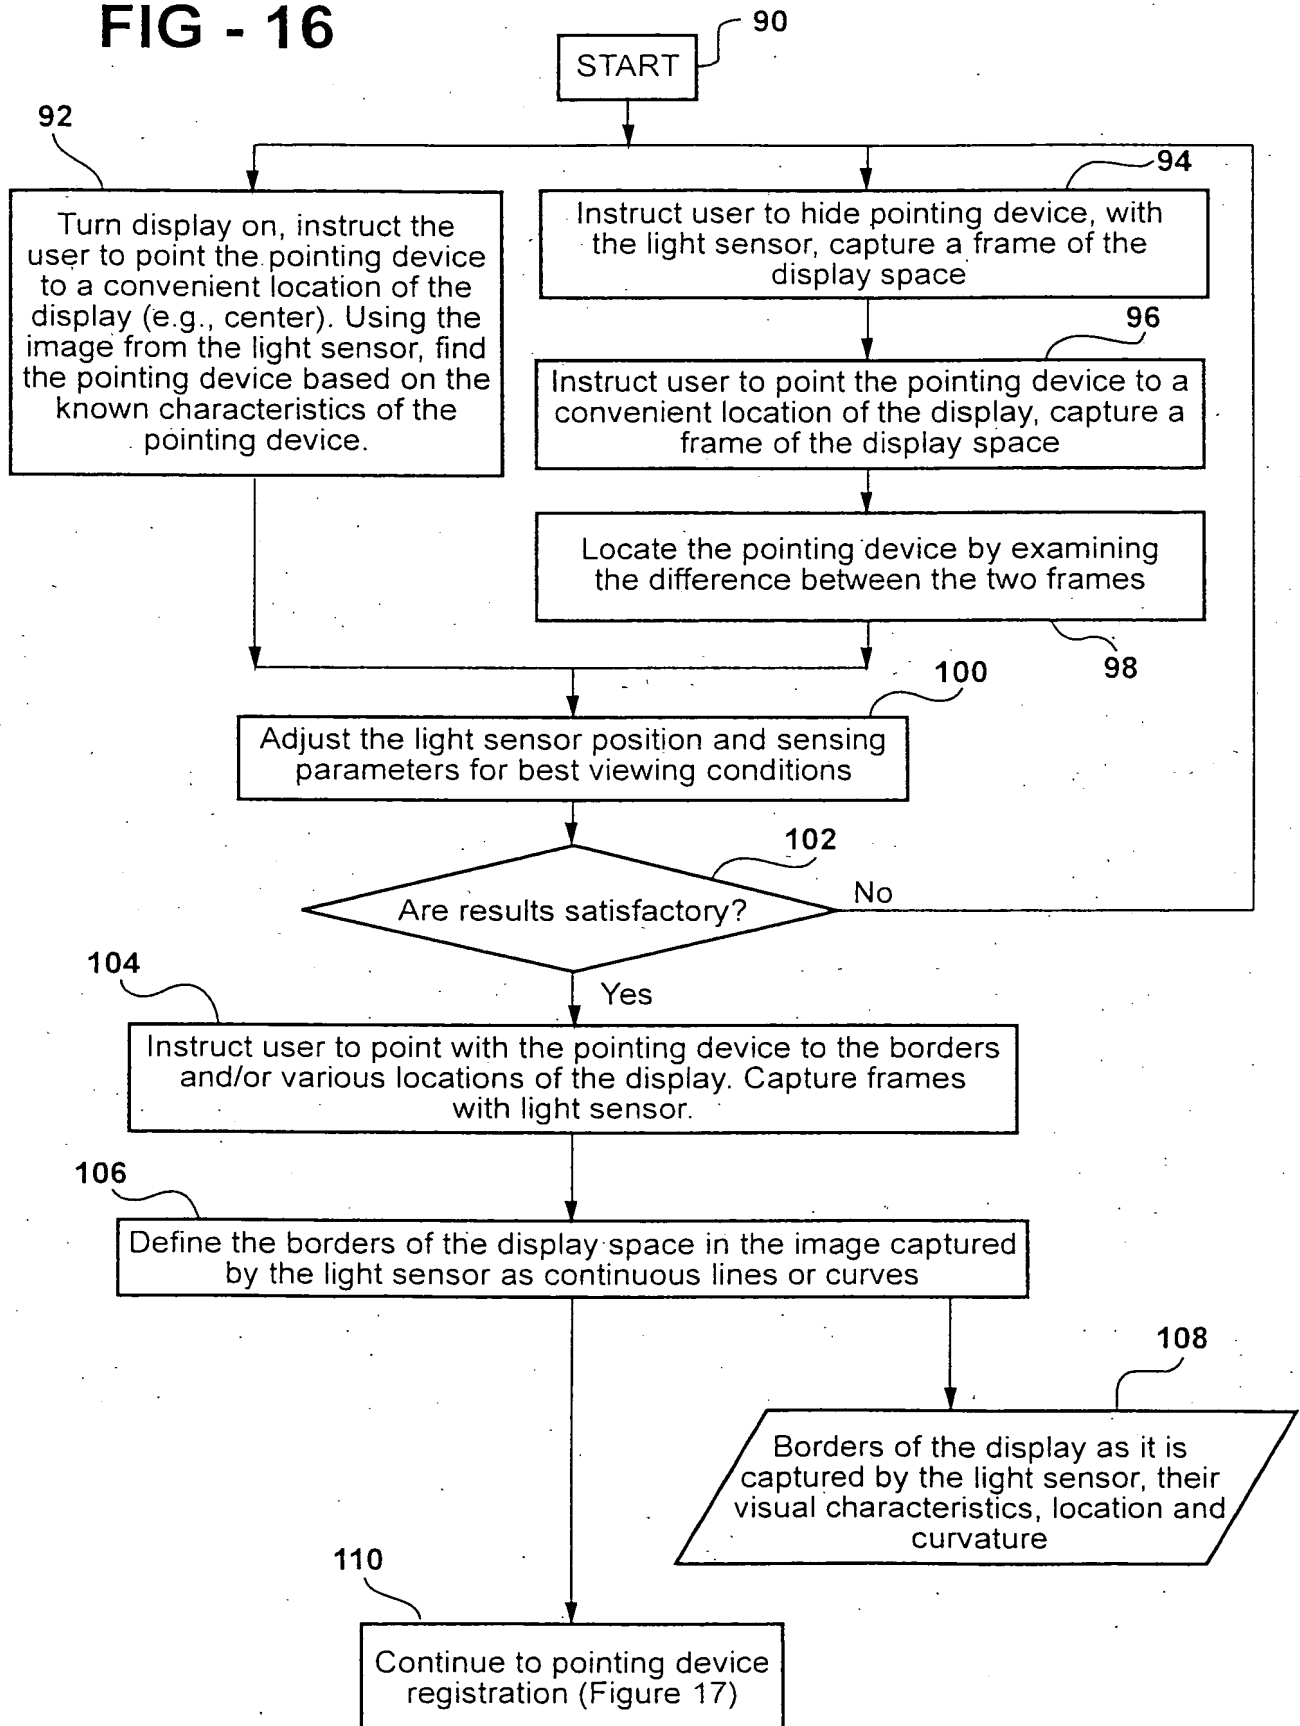 FIG - 16
90
START
92
Turn display on, instruct the
user to point the pointing device
to a convenient location of the
display (e.g., center). Using the
image from the light sensor, find
the pointing device based on the
known characteristics of the
pointing device.
94
Instruct user to hide pointing device, with
the light sensor, capture a frame of the
display space
96
Instruct user to point the pointing device to a
convenient location of the display, capture a
frame of the display space
Locate the pointing device by examining
the difference between the two frames
98
100
Adjust the light sensor position and sensing
parameters for best viewing conditions
102
Are results satisfactory?
No
Yes
104
Instruct user to point with the pointing device to the borders
and/or various locations of the display. Capture frames
with light sensor.
106
Define the borders of the display space in the image captured
by the light sensor as continuous lines or curves
108
Borders of the display as it is
captured by the light sensor, their
visual characteristics, location and
curvature
110
Continue to pointing device
registration (Figure 17)